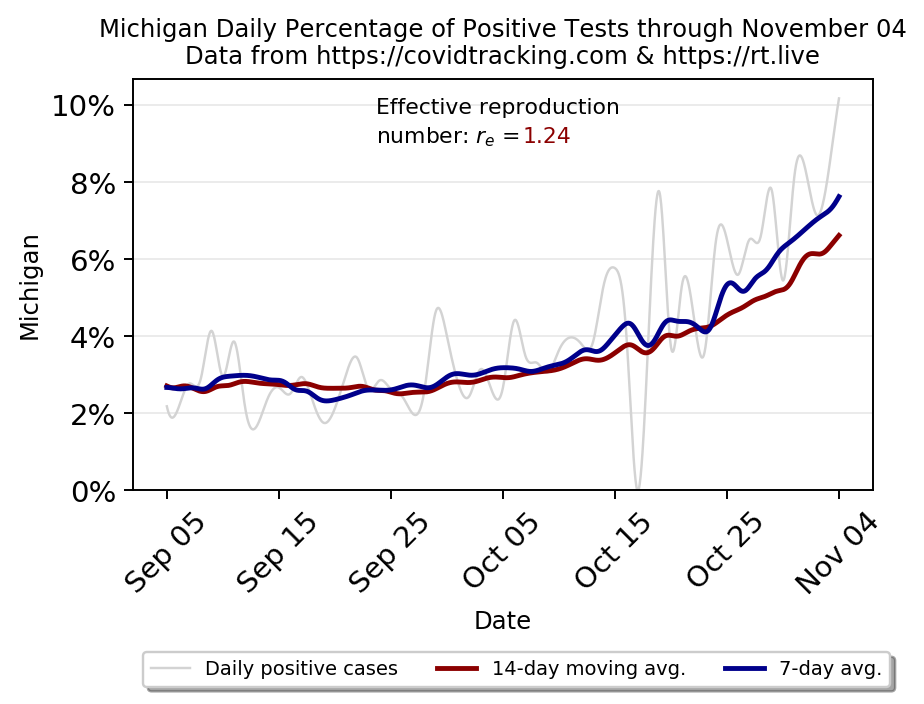 Michigan Daily Percentage of Positive Tests through November 04
Data from https://covidtracking.com & https://rt.live
10%
8%
6%
4%
2%
0%
Michigan
Effective reproduction
number: rₑ = 1.24
Sep 05
Sep 15
Sep 25
Oct 05
Oct 15
Oct 25
Nov 04
Date
Daily positive cases
14-day moving avg.
7-day avg.